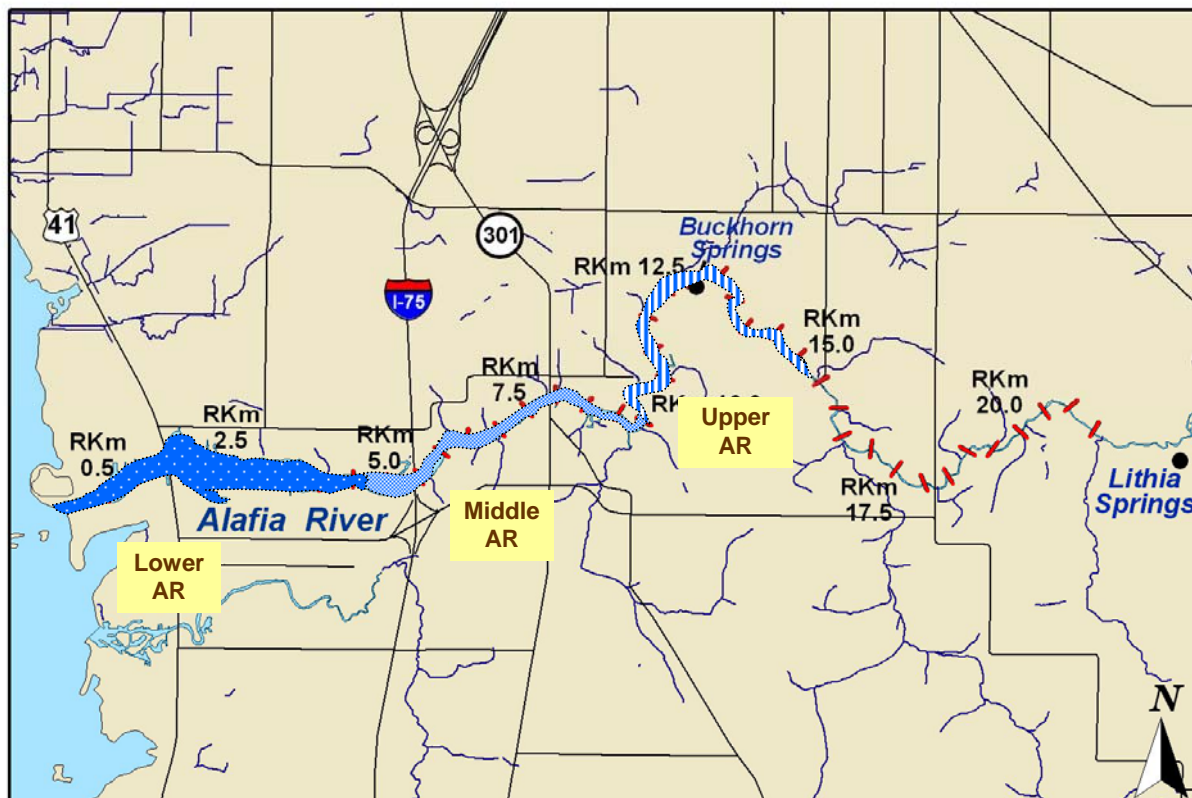 41
301
Buckhorn
Springs
RKm 12.5
I-75
RKm
15.0
RKm
7.5
RKm
20.0
RKm
2.5
RKm
0.5
RKm
5.0
Upper
AR
Lithia
Springs
RKm
17.5
Alafia River
Middle
AR
Lower
AR
N